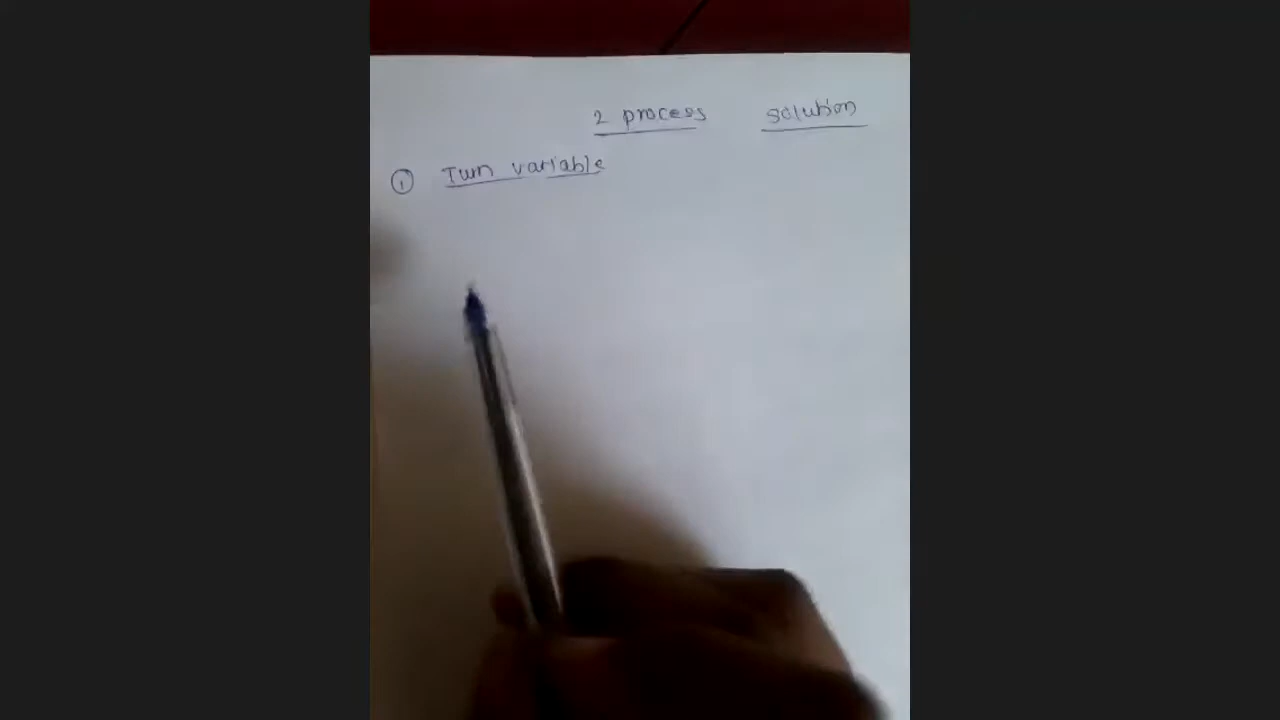 2 process solution
① Turn variable